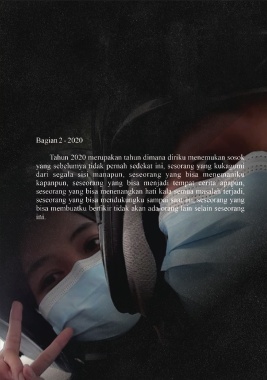 Bagian 2 - 2020
Tahun 2020 merupakan tahun dimana diriku menemukan sosok
yang sebelumnya tidak pernah sedekat ini, sesorang yang kukagumi
dari segala sisi manapun, seseorang yang bisa menemaniku
kapanpun, seseorang yang bisa menjadi tempat cerita apapun,
seseorang yang bisa menenangkan hati kala semua masalah terjadi,
seseorang yang bisa mendukungku sampai saat ini, seseorang yang
bisa membuatku berfikir tidak akan ada orang lain selain seseorang
ini.